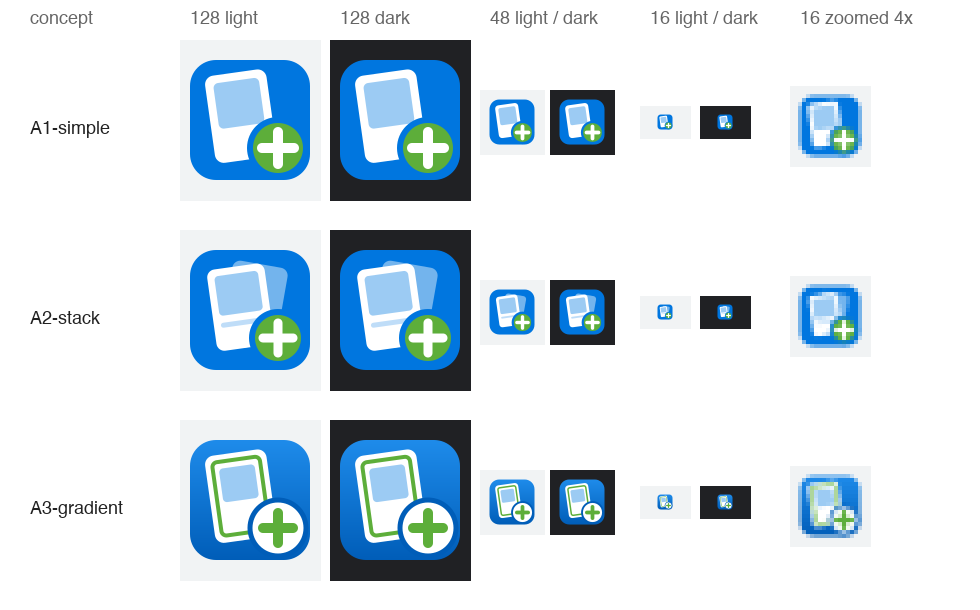 concept 128 light 128 dark 48 light / dark 16 light / dark 16 zoomed 4x
A1-simple
A2-stack
A3-gradient